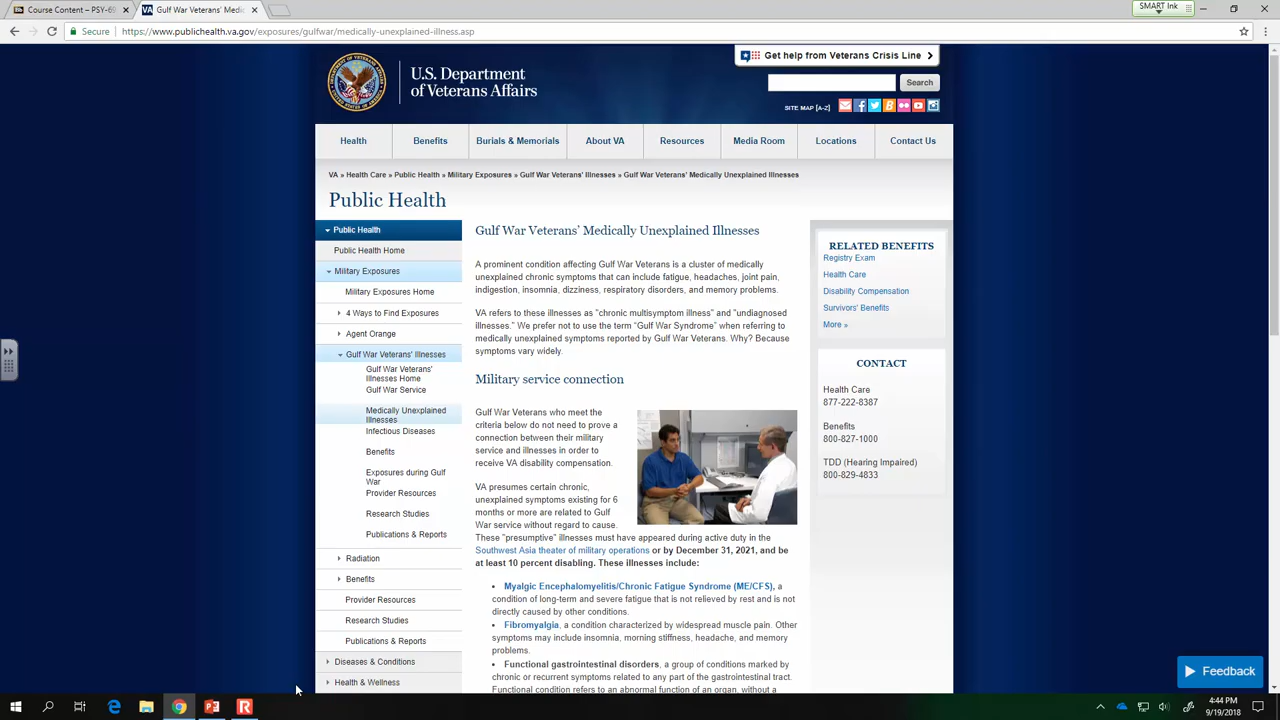 Course Content – PSY-69
Gulf War Veterans' Medic
SMART Ink
Secure
https://www.publichealth.va.gov/exposures/gulfwar/medically-unexplained-illness.asp
U.S. Department
of Veterans Affairs
Get help from Veterans Crisis Line
Search
SITE MAP [A-Z]
Health
Benefits
Burials & Memorials
About VA
Resources
Media Room
Locations
Contact Us
VA » Health Care » Public Health » Military Exposures » Gulf War Veterans' Illnesses » Gulf War Veterans' Medically Unexplained Illnesses
Public Health
Public Health
Public Health Home
Military Exposures
Military Exposures Home
4 Ways to Find Exposures
Agent Orange
Gulf War Veterans' Illnesses
Gulf War Veterans'
Illnesses Home
Gulf War Service
Medically Unexplained
Illnesses
Infectious Diseases
Benefits
Exposures during Gulf
War
Provider Resources
Research Studies
Publications & Reports
Radiation
Benefits
Provider Resources
Research Studies
Publications & Reports
Diseases & Conditions
Health & Wellness
Gulf War Veterans' Medically Unexplained Illnesses
A prominent condition affecting Gulf War Veterans is a cluster of medically
unexplained chronic symptoms that can include fatigue, headaches, joint pain,
indigestion, insomnia, dizziness, respiratory disorders, and memory problems.
VA refers to these illnesses as "chronic multisymptom illness" and "undiagnosed
illnesses." We prefer not to use the term “Gulf War Syndrome” when referring to
medically unexplained symptoms reported by Gulf War Veterans. Why? Because
symptoms vary widely.
Military service connection
Gulf War Veterans who meet the
criteria below do not need to prove a
connection between their military
service and illnesses in order to
receive VA disability compensation.
VA presumes certain chronic,
unexplained symptoms existing for 6
months or more are related to Gulf
War service without regard to cause.
These "presumptive" illnesses must have appeared during active duty in the
Southwest Asia theater of military operations or by December 31, 2021, and be
at least 10 percent disabling. These illnesses include:
• Myalgic Encephalomyelitis/Chronic Fatigue Syndrome (ME/CFS), a
condition of long-term and severe fatigue that is not relieved by rest and is not
directly caused by other conditions.
• Fibromyalgia, a condition characterized by widespread muscle pain. Other
symptoms may include insomnia, morning stiffness, headache, and memory
problems.
• Functional gastrointestinal disorders, a group of conditions marked by
chronic or recurrent symptoms related to any part of the gastrointestinal tract.
Functional condition refers to an abnormal function of an organ, without a
RELATED BENEFITS
Registry Exam
Health Care
Disability Compensation
Survivors' Benefits
More »
CONTACT
Health Care
877-222-8387
Benefits
800-827-1000
TDD (Hearing Impaired)
800-829-4833
Feedback
4:44 PM
9/19/2018